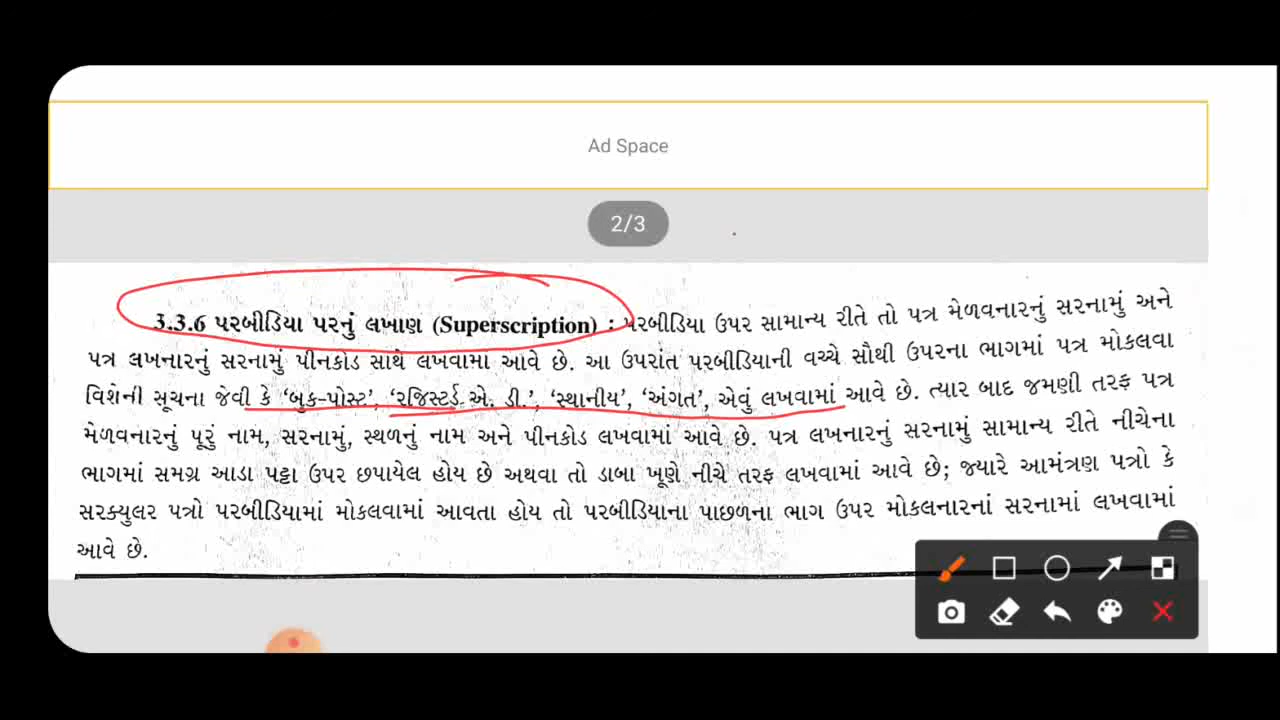 Ad Space
2/3
3.3.6 પરબીડિયા પરનું લખાણ (Superscription) : પરબીડિયા ઉપર સામાન્ય રીતે તો પત્ર મેળવનારનું સરનામું અને
પત્ર લખનારનું સરનામું પીનકોડ સાથે લખવામાં આવે છે. આ ઉપરાંત પરબીડિયાની વચ્ચે સૌથી ઉપરના ભાગમાં પત્ર મોકલવા
વિશેની સૂચના જેવી કે ‘બુક-પોસ્ટ’, ‘રજિસ્ટર્ડ એ. ડી.’, ‘સ્થાનીય’, ‘અંગત’, એવું લખવામાં આવે છે. ત્યાર બાદ જમણી તરફ પત્ર
મેળવનારનું પૂરું નામ, સરનામું, સ્થળનું નામ અને પીનકોડ લખવામાં આવે છે. પત્ર લખનારનું સરનામું સામાન્ય રીતે નીચેના
ભાગમાં સમગ્ર આડા પટ્ટા ઉપર છપાયેલ હોય છે અથવા તો ડાબા ખૂણે નીચે તરફ લખવામાં આવે છે; જ્યારે આમંત્રણ પત્રો કે
સરક્યુલર પત્રો પરબીડિયામાં મોકલવામાં આવતા હોય તો પરબીડિયાના પાછળના ભાગ ઉપર મોકલનારનાં સરનામાં લખવામાં
આવે છે.